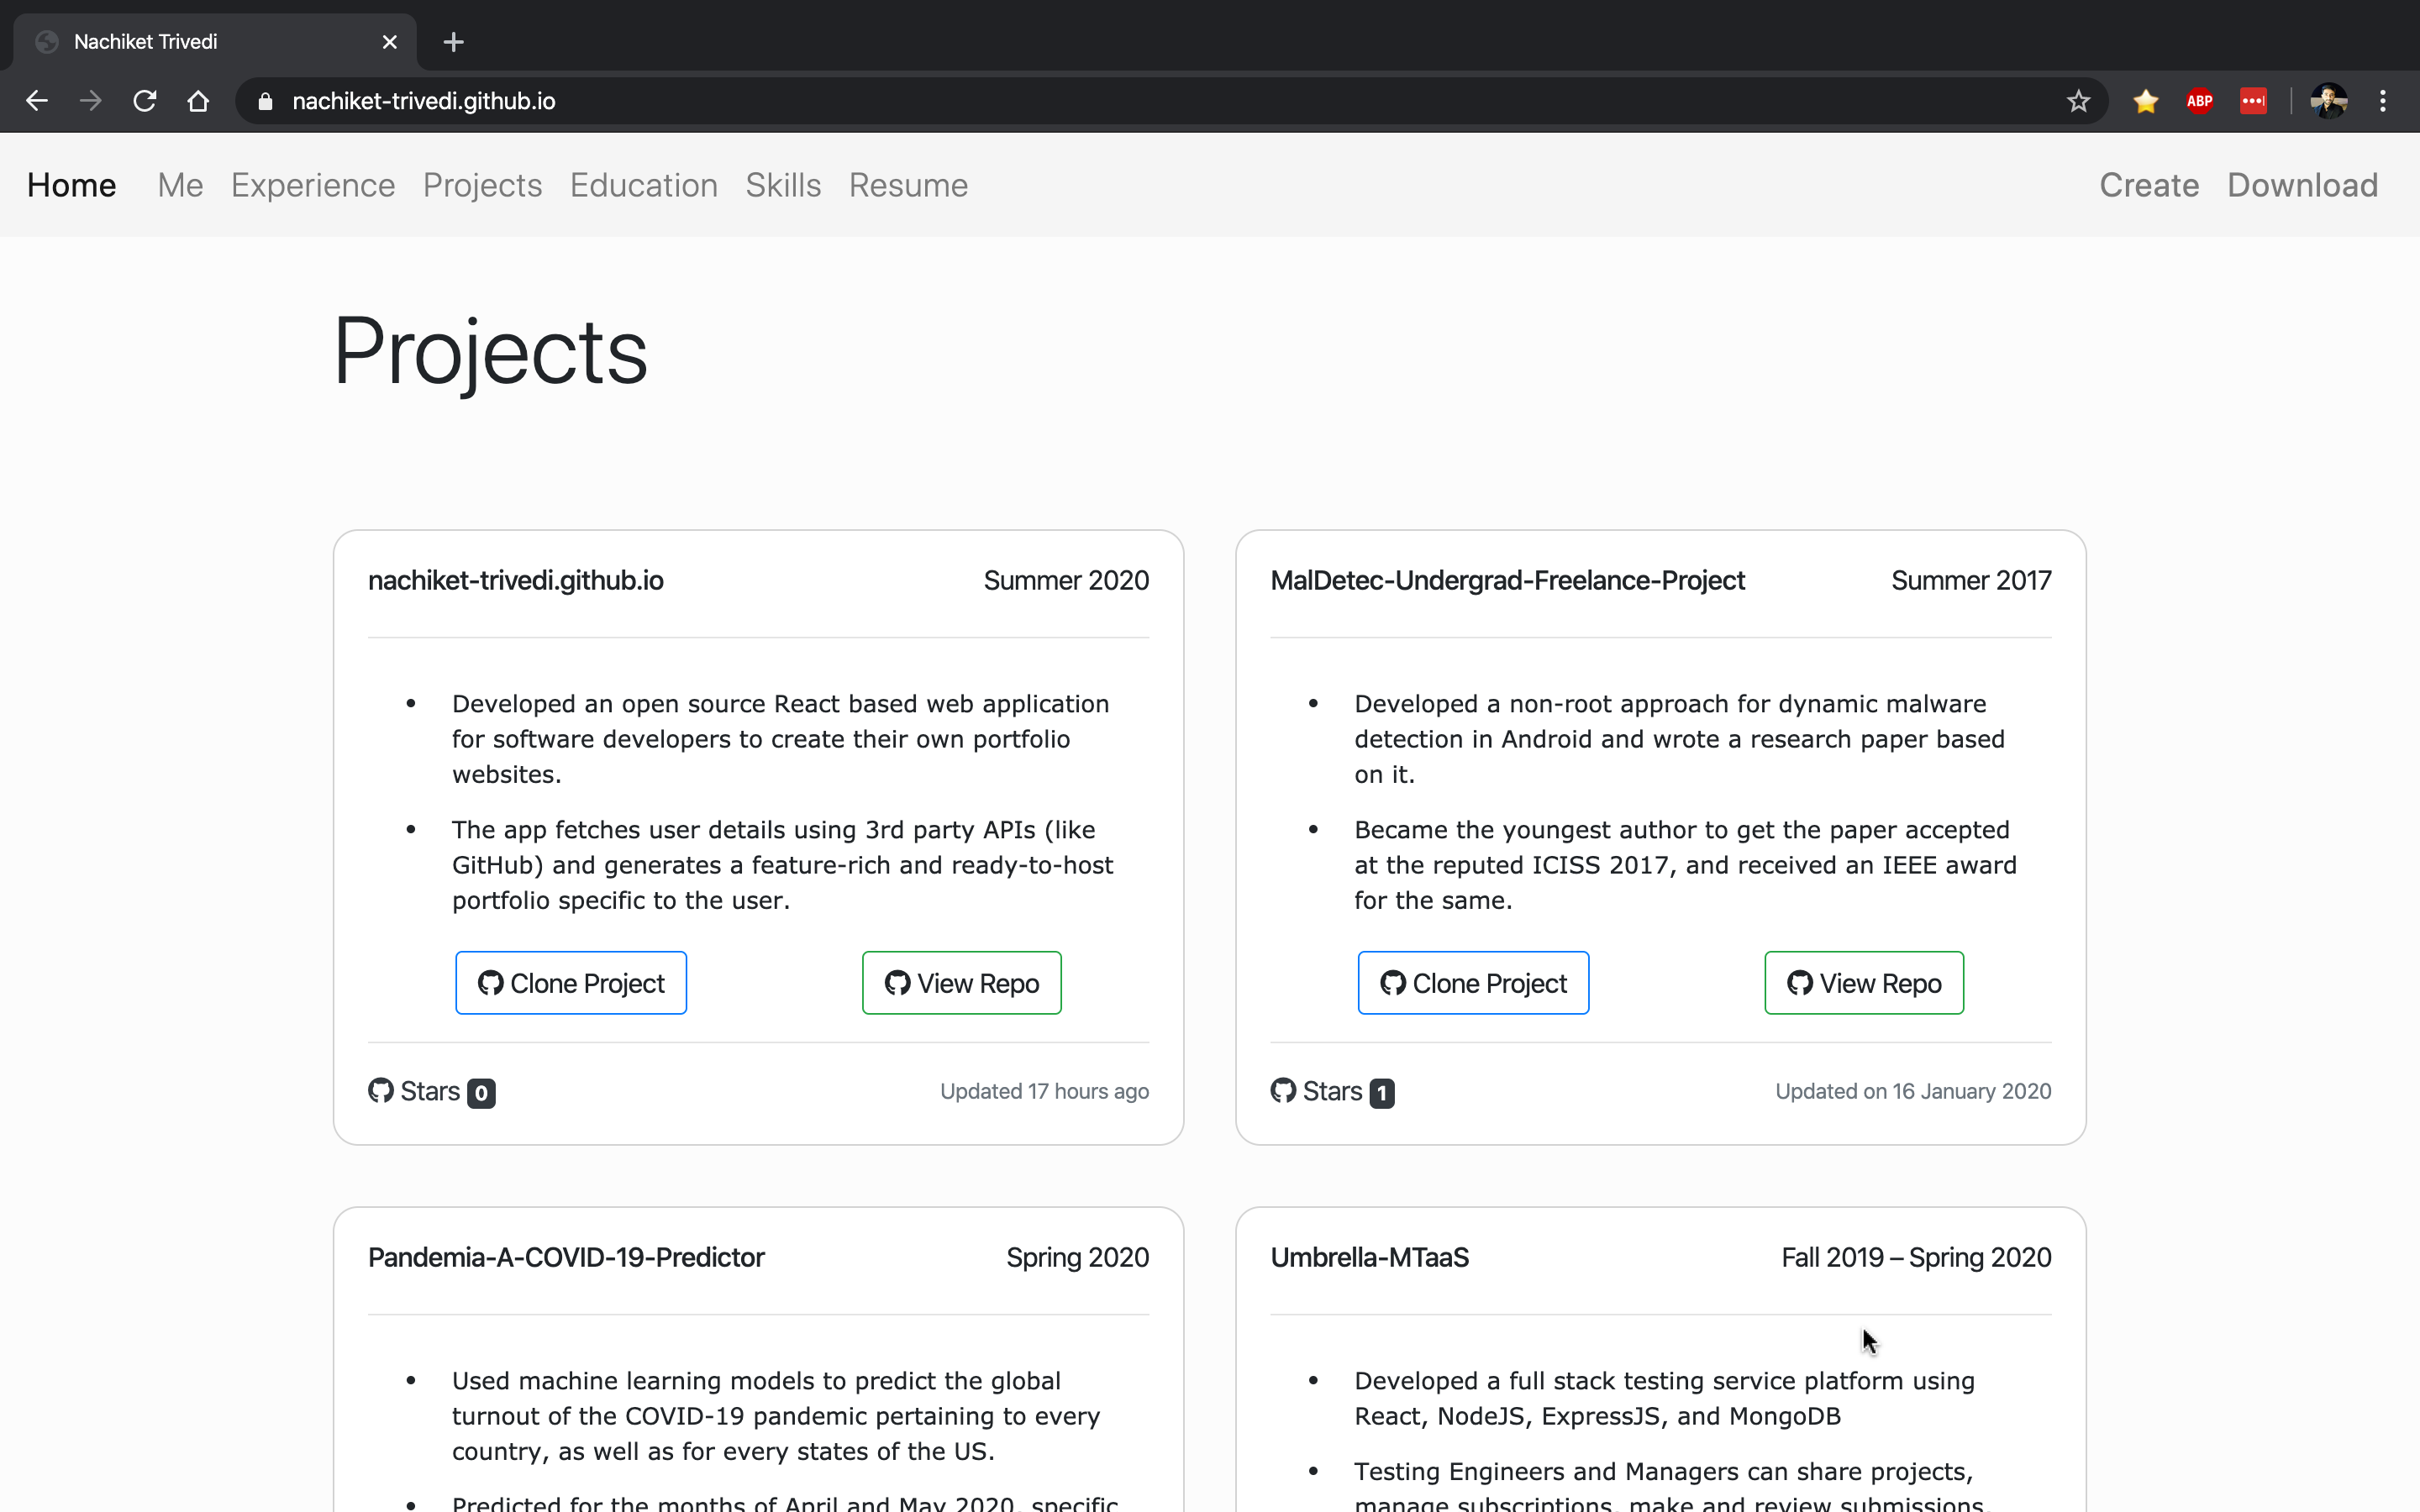 Nachiket Trivedi
nachiket-trivedi.github.io
ABP
Home Me Experience Projects Education Skills Resume Create Download
Projects
nachiket-trivedi.github.io Summer 2020
• Developed an open source React based web application
for software developers to create their own portfolio
websites.
• The app fetches user details using 3rd party APIs (like
GitHub) and generates a feature-rich and ready-to-host
portfolio specific to the user.
Clone Project View Repo
Stars 0 Updated 17 hours ago
MalDetec-Undergrad-Freelance-Project Summer 2017
• Developed a non-root approach for dynamic malware
detection in Android and wrote a research paper based
on it.
• Became the youngest author to get the paper accepted
at the reputed ICISS 2017, and received an IEEE award
for the same.
Clone Project View Repo
Stars 1 Updated on 16 January 2020
Pandemia-A-COVID-19-Predictor Spring 2020
• Used machine learning models to predict the global
turnout of the COVID-19 pandemic pertaining to every
country, as well as for every states of the US.
• Predicted for the months of April and May 2020, specific
Umbrella-MTaaS Fall 2019 – Spring 2020
• Developed a full stack testing service platform using
React, NodeJS, ExpressJS, and MongoDB
• Testing Engineers and Managers can share projects,
manage subscriptions, make and review submissions,